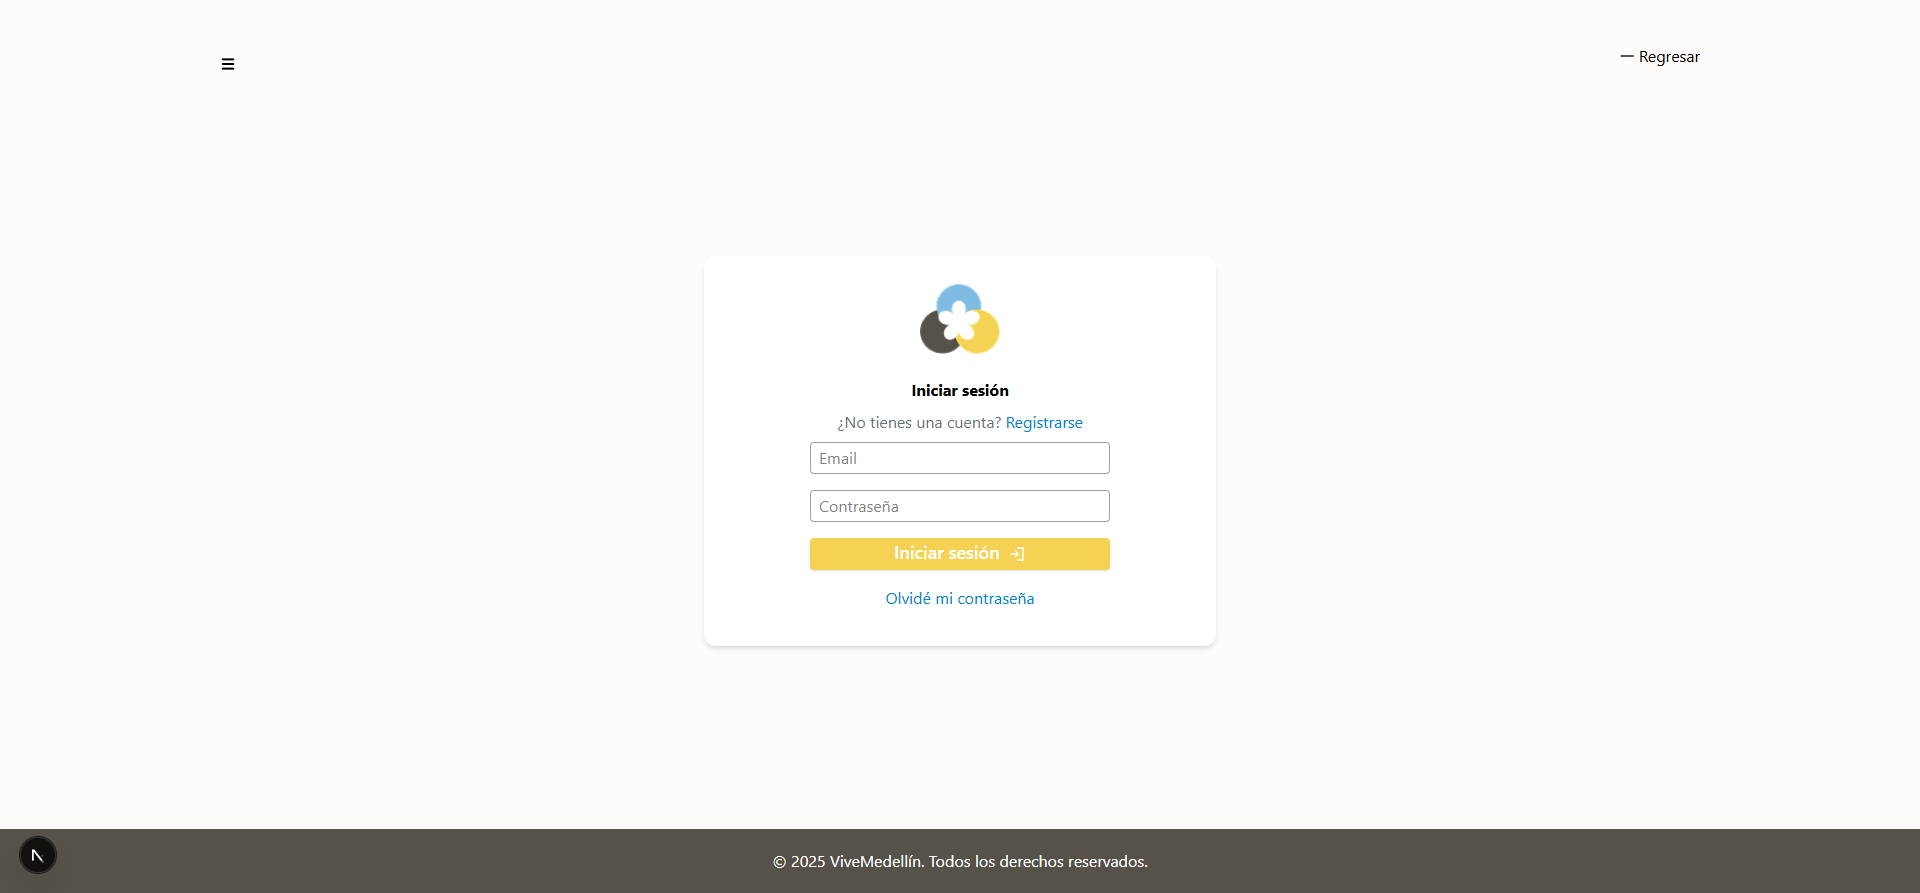 — Regresar
Iniciar sesión
¿No tienes una cuenta? Registrarse
Email
Contraseña
Iniciar sesión
Olvidé mi contraseña
© 2025 ViveMedellín. Todos los derechos reservados.